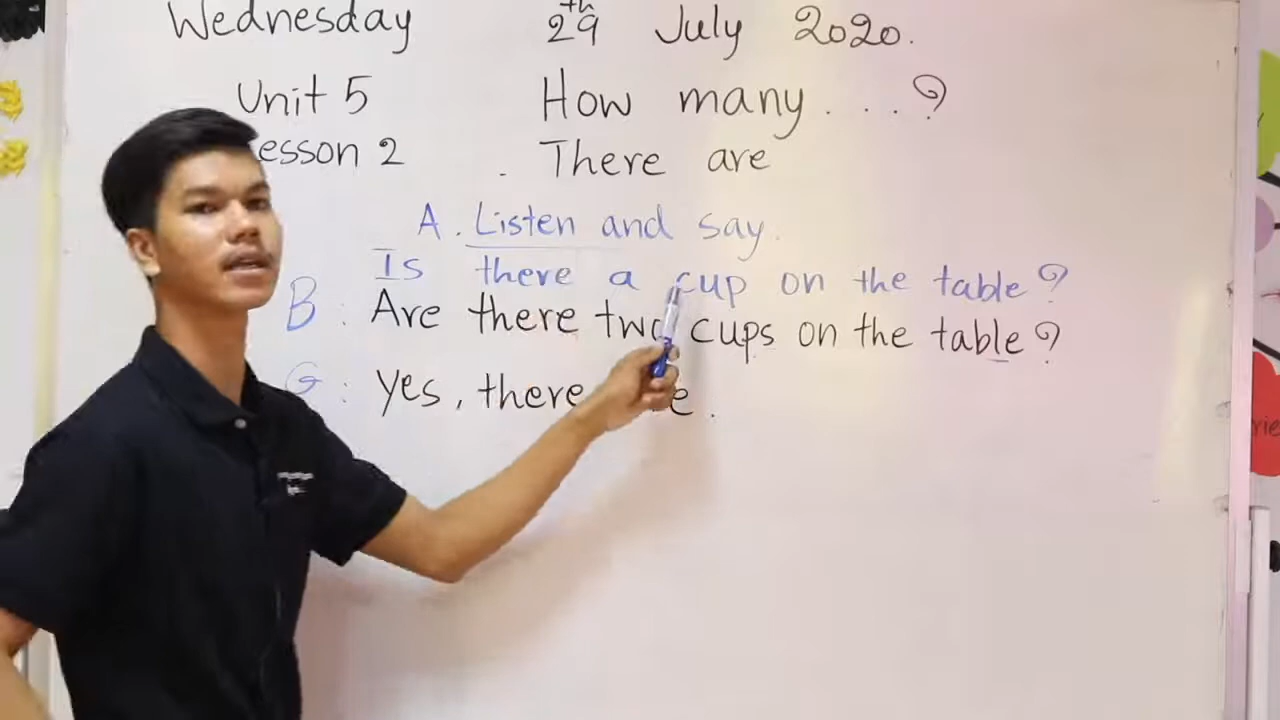 Wednesday 29th July 2020.
Unit 5 How many ...?
esson 2 . There are
A. Listen and say.
Is there a cup on the table?
B: Are there two cups on the table?
G: Yes, there e.